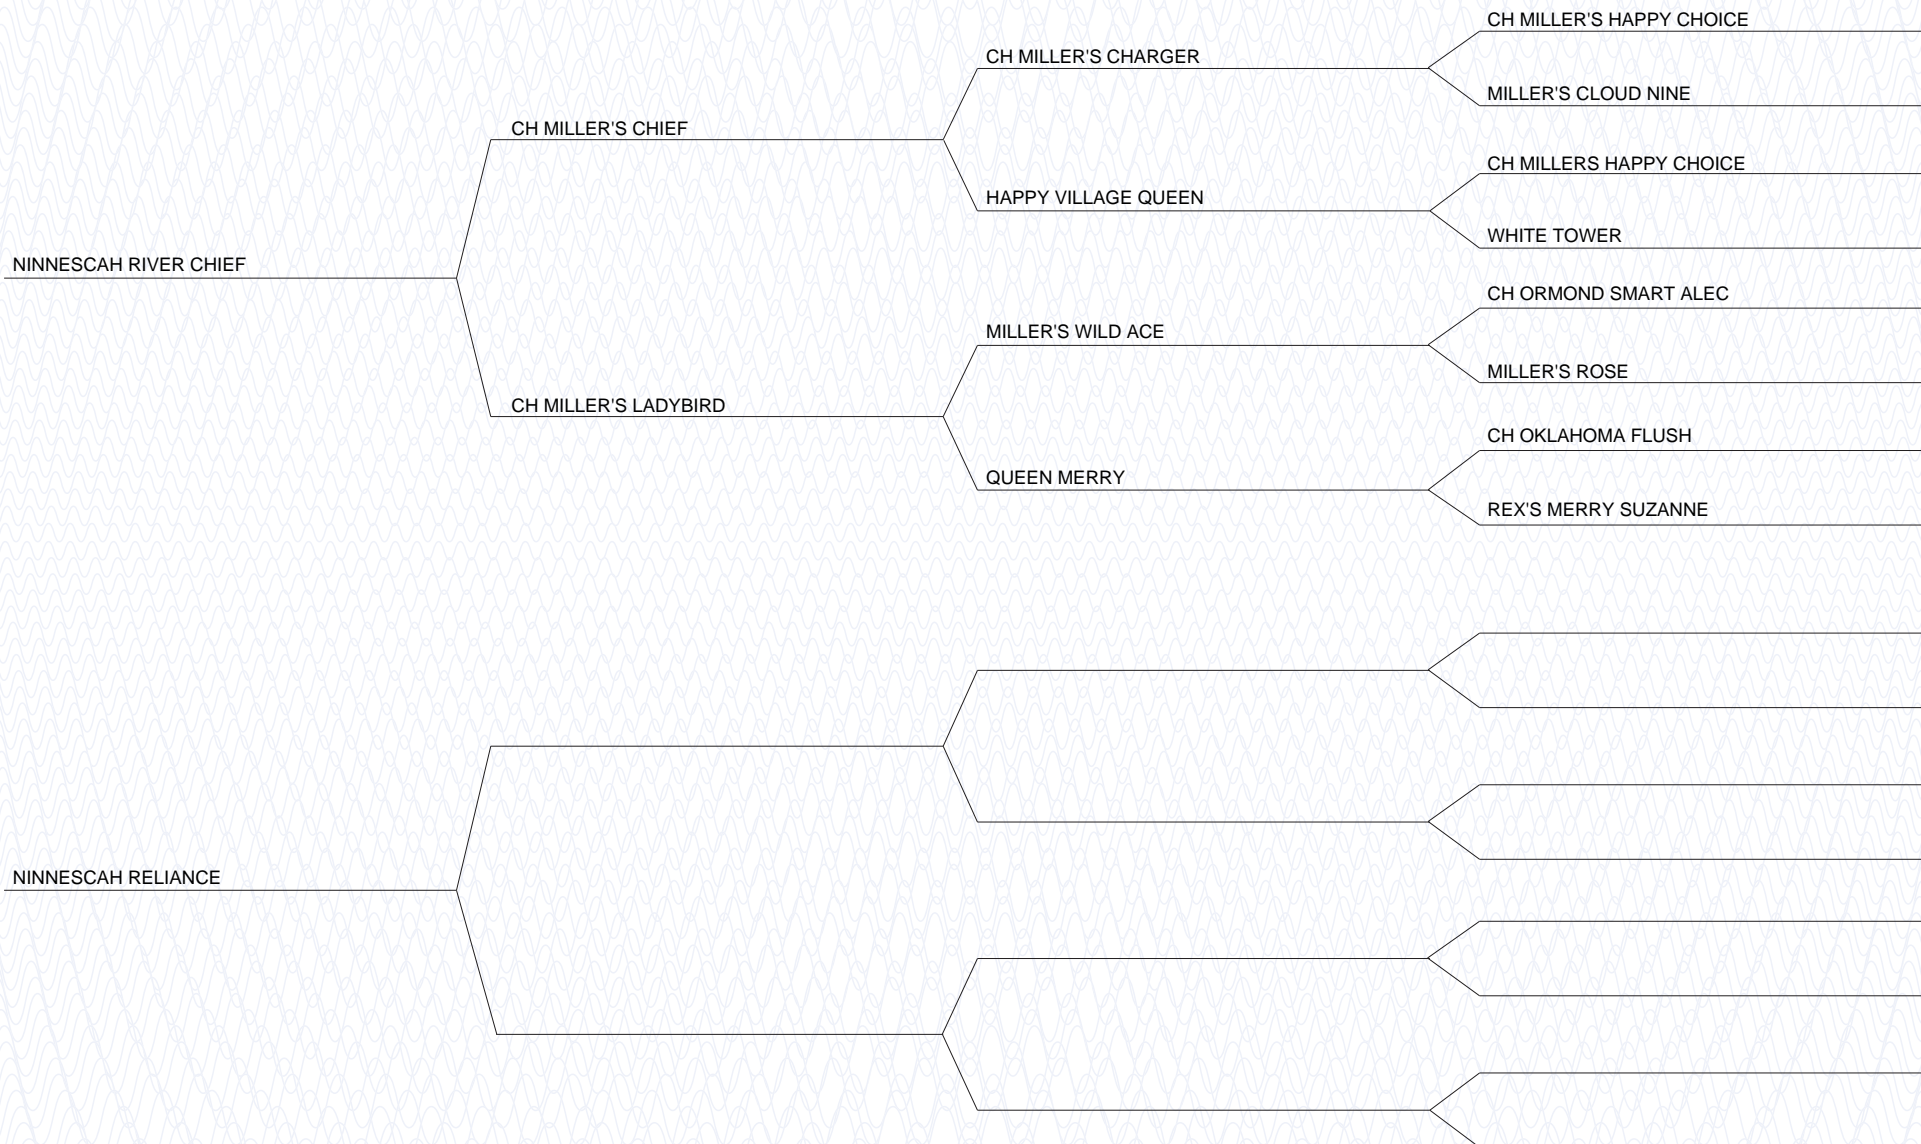 CH MILLER'S HAPPY CHOICE
CH MILLER'S CHARGER
MILLER'S CLOUD NINE
CH MILLER'S CHIEF
CH MILLERS HAPPY CHOICE
HAPPY VILLAGE QUEEN
WHITE TOWER
NINNESCAH RIVER CHIEF
CH ORMOND SMART ALEC
MILLER'S WILD ACE
MILLER'S ROSE
CH MILLER'S LADYBIRD
CH OKLAHOMA FLUSH
QUEEN MERRY
REX'S MERRY SUZANNE
NINNESCAH RELIANCE